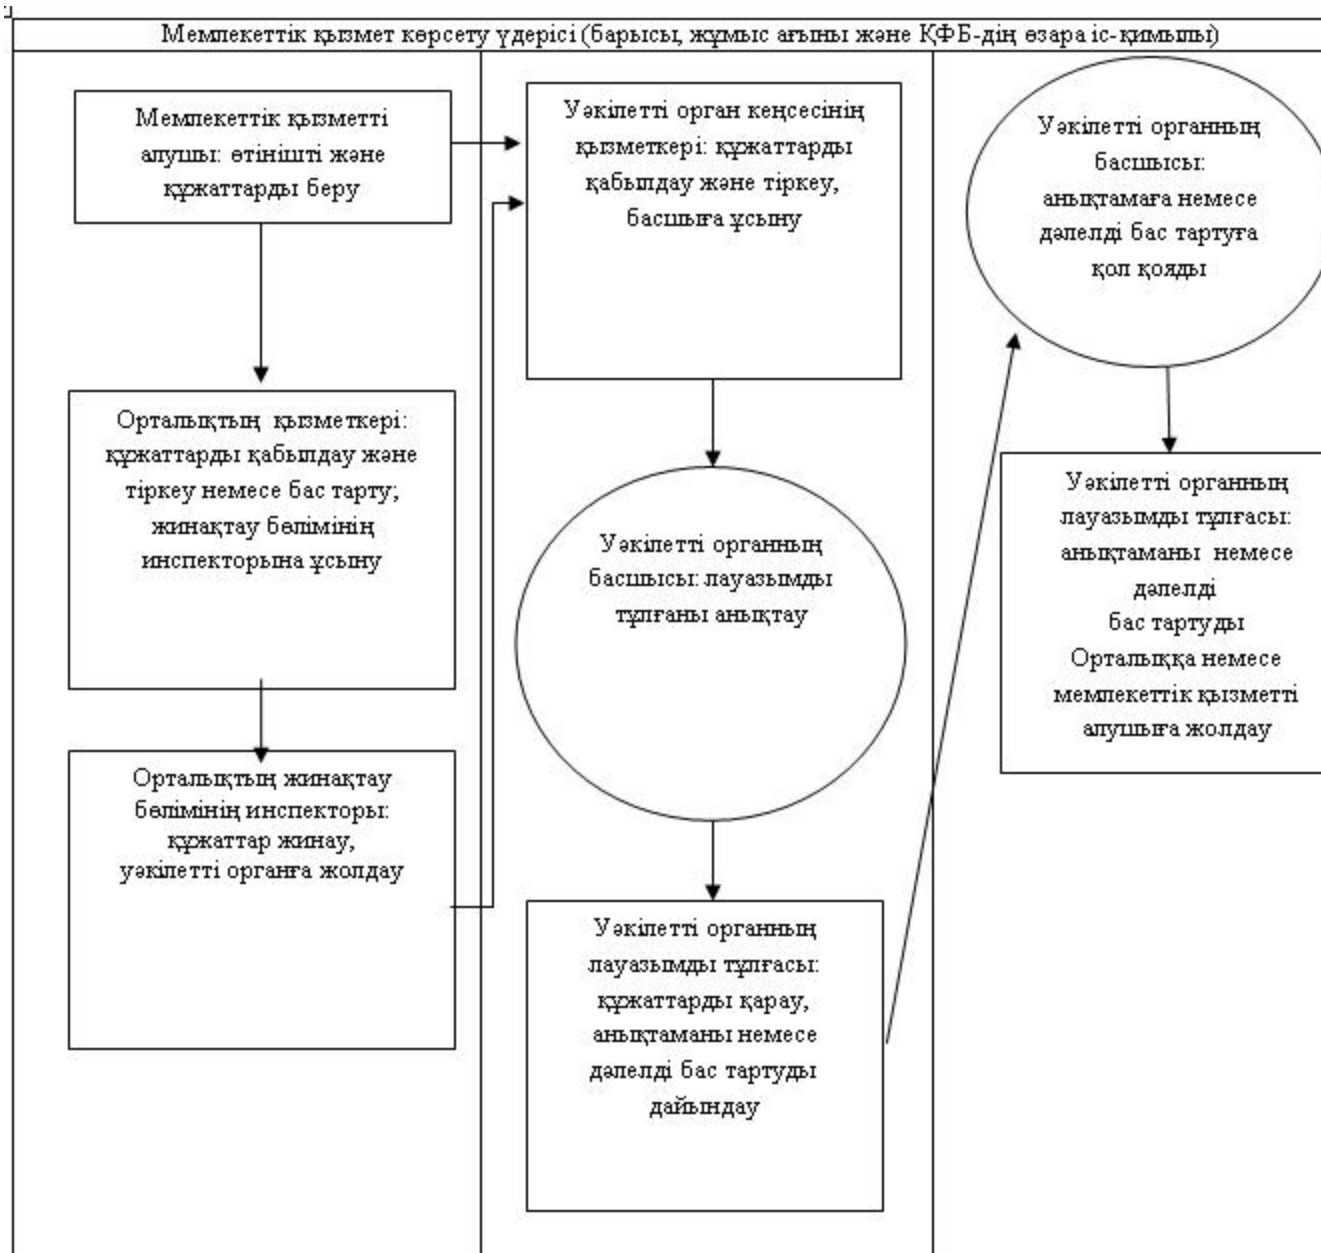 Мемлекеттік қызмет көрсету үдерісі (барысы, жұмыс ағыны және ҚФБ-дің өзара іс-қимылы)
Мемлекеттік қызметті
алушы: өтінішті және
құжаттарды беру
Орталықтың қызметкері:
құжаттарды қабылдау және
тіркеу немесе бас тарту;
жинақтау бөлімінің
инспекторына ұсыну
Орталықтың жинақтау
бөлімінің инспекторы:
құжаттар жинау,
уәкілетті органға жолдау
Уәкілетті орган кеңсесінің
қызметкері: құжаттарды
қабылдау және тіркеу,
басшыға ұсыну
Уәкілетті органның
басшысы: лауазымды
тұлғаны анықтау
Уәкілетті органның
лауазымды тұлғасы:
құжаттарды қарау,
анықтаманы немесе
дәлелді бас тартуды
дайындау
Уәкілетті органның
басшысы:
анықтамаға немесе
дәлелді бас тартуға
қол қояды
Уәкілетті органның
лауазымды тұлғасы:
анықтаманы немесе
дәлелді
бас тартуды
Орталыққа немесе
мемлекеттік қызметті
алушыға жолдау